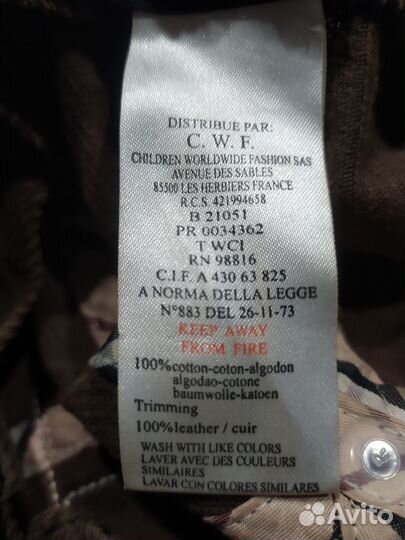 DISTRIBUE PAR:
C. W. F.
CHILDREN WORLDWIDE FASHION SAS
AVENUE DES SABLES
85500 LES HERBIERS FRANCE
R.C.S. 421994658
B 21051
PR 0034362
T WC1
RN 98816
C.I.F. A 430 63 825
A NORMA DELLA LEGGE
N°883 DEL 26-11-73
KEEP AWAY
FROM FIRE
100%cotton-coton-algodon
algodao-cotone
baumwolle-katoen
Trimming
100%leather / cuir
WASH WITH LIKE COLORS
LAVER AVEC DES COULEURS
SIMILAIRES
LAVAR CON COLORES SIMILARES
Avito